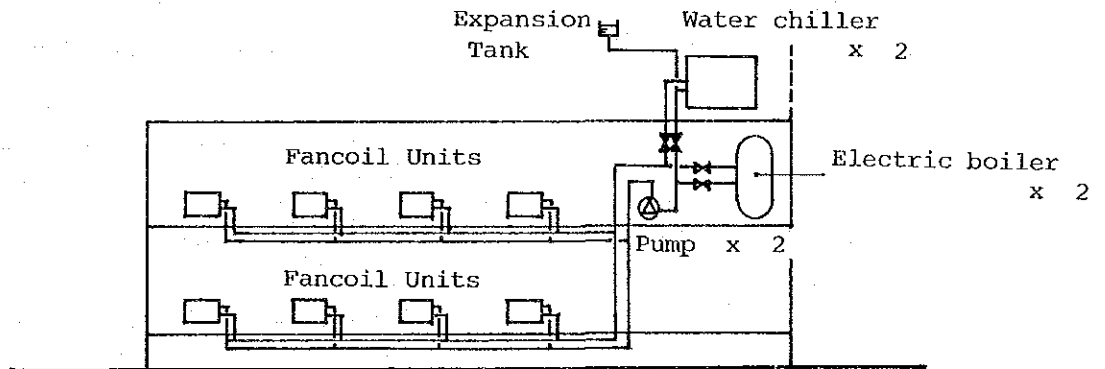 Expansion
Tank
Water chiller
x 2
Fancoil Units
Electric boiler
x 2
Pump x 2
Fancoil Units